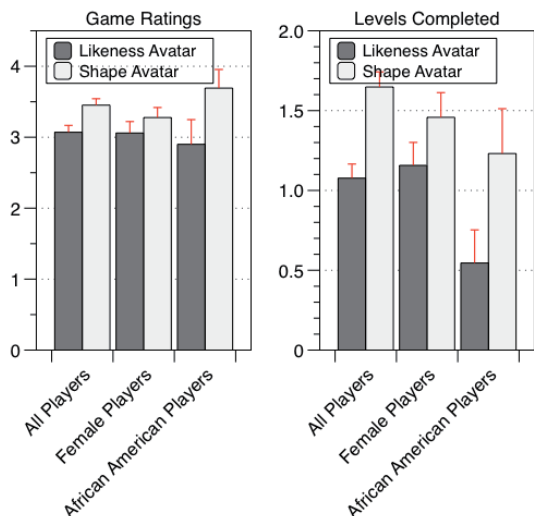 Game Ratings
Likeness Avatar
Shape Avatar
4
3
2
1
0
All Players
Female Players
African American Players
Levels Completed
2.0
Likeness Avatar
Shape Avatar
1.5
1.0
0.5
0
All Players
Female Players
African American Players